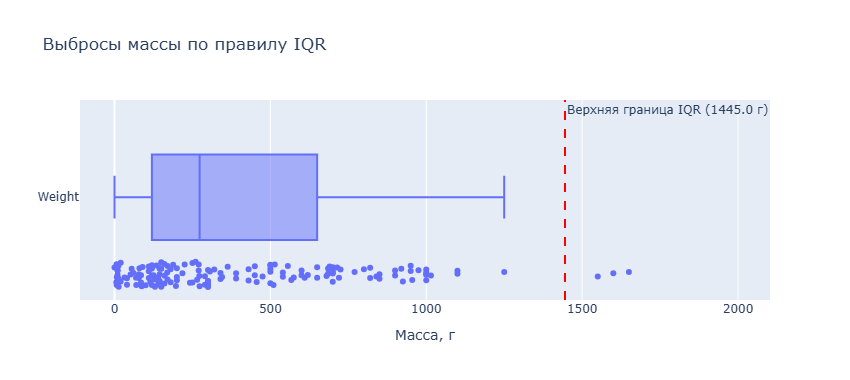 Выбросы массы по правилу IQR
Верхняя граница IQR (1445.0 г)
Weight
0 500 1000 1500 2000
Масса, г